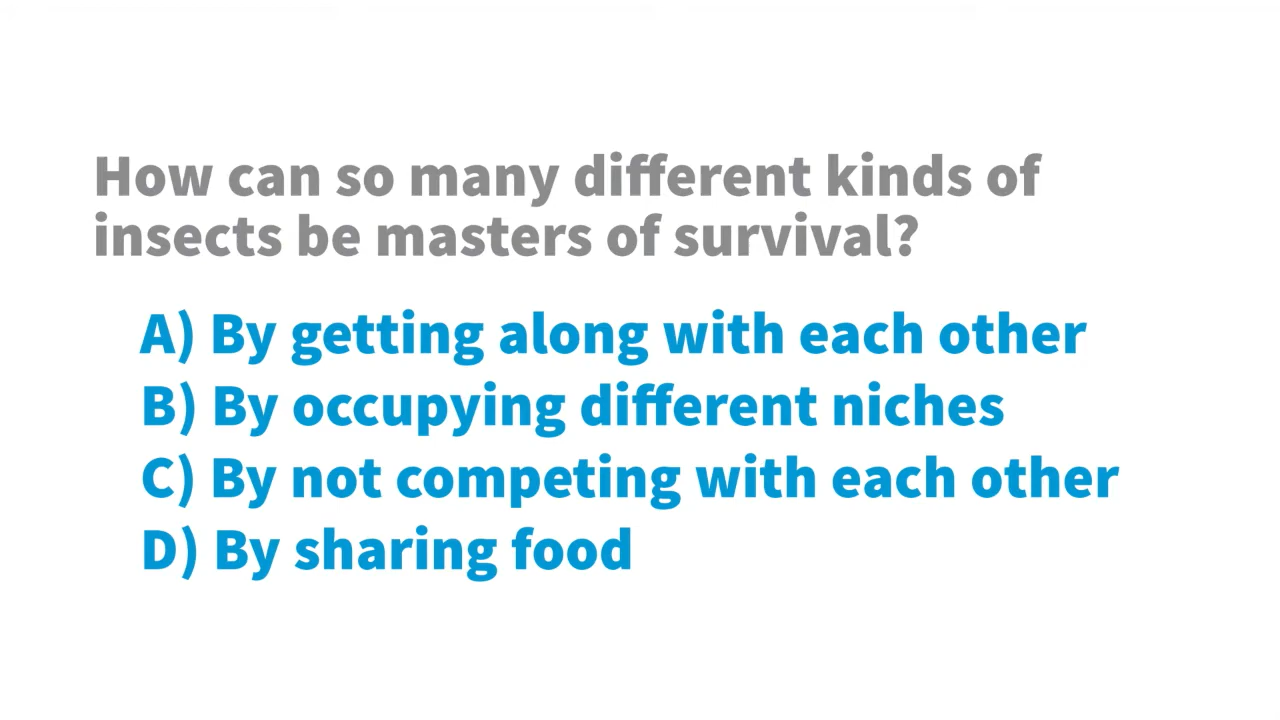 How can so many different kinds of
insects be masters of survival?
A) By getting along with each other
B) By occupying different niches
C) By not competing with each other
D) By sharing food